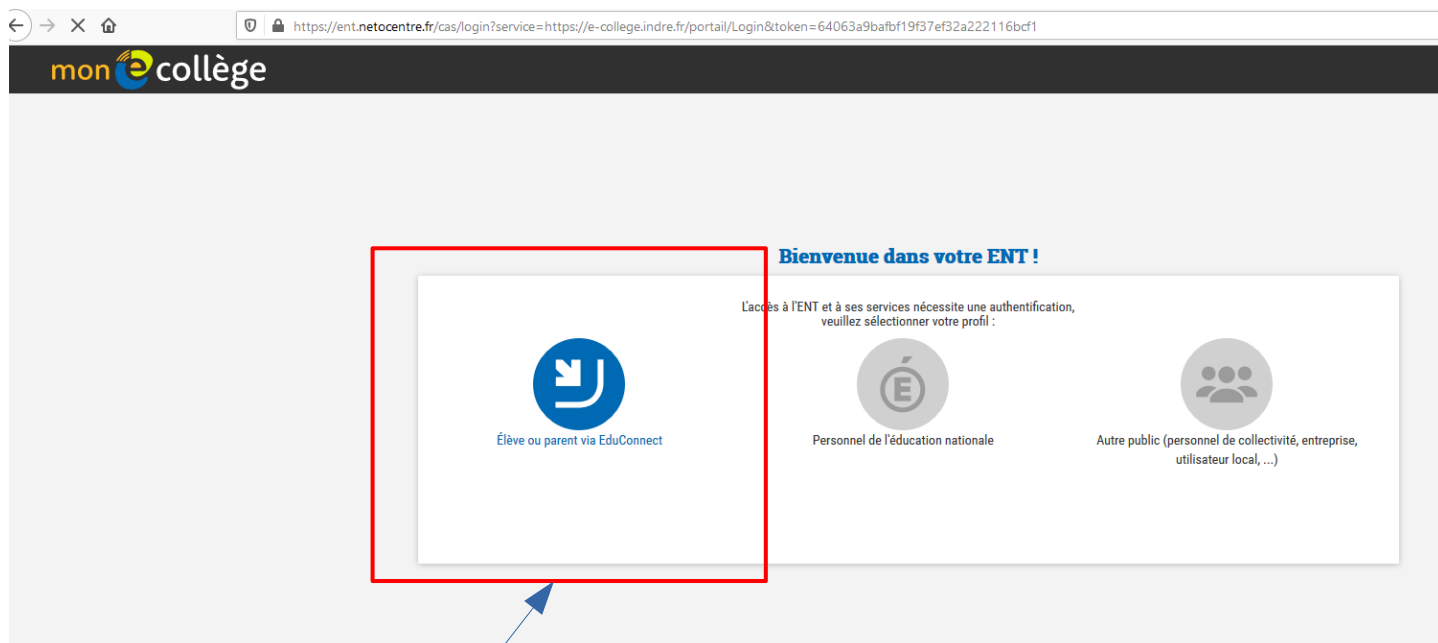 https://ent.netocentre.fr/cas/login?service=https://e-college.indre.fr/portail/Login&token=64063a9bafbf19f37ef32a222116bcf1
mon e collège
Bienvenue dans votre ENT !
L'accès à l'ENT et à ses services nécessite une authentification,
veuillez sélectionner votre profil :
É
Élève ou parent via EduConnect
Personnel de l'éducation nationale
Autre public (personnel de collectivité, entreprise,
utilisateur local, ...)